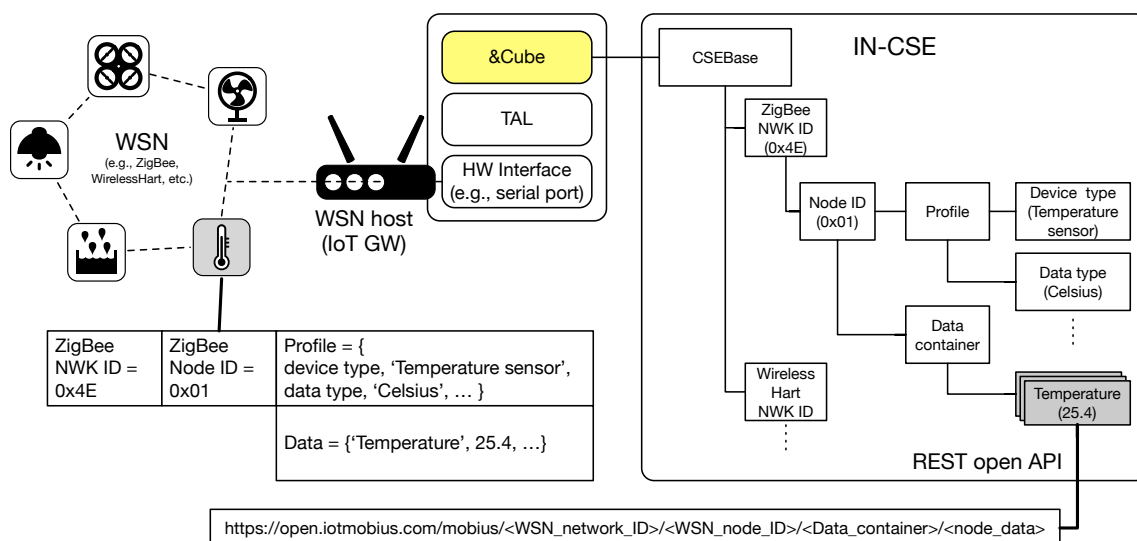 WSN
(e.g., ZigBee,
WirelessHart, etc.)
WSN host
(IoT GW)
&Cube
TAL
HW Interface
(e.g., serial port)
IN-CSE
CSEBase
ZigBee
NWK ID
(0x4E)
Node ID
(0x01)
Profile
Device type
(Temperature
sensor)
Data type
(Celsius)
Data
container
Temperature
(25.4)
Wireless
Hart
NWK ID
REST open API
ZigBee
NWK ID =
0x4E
ZigBee
Node ID =
0x01
Profile = {
device type, ‘Temperature sensor’,
data type, ‘Celsius’, … }
Data = {‘Temperature’, 25.4, …}
https://open.iotmobius.com/mobius/<WSN_network_ID>/<WSN_node_ID>/<Data_container>/<node_data>